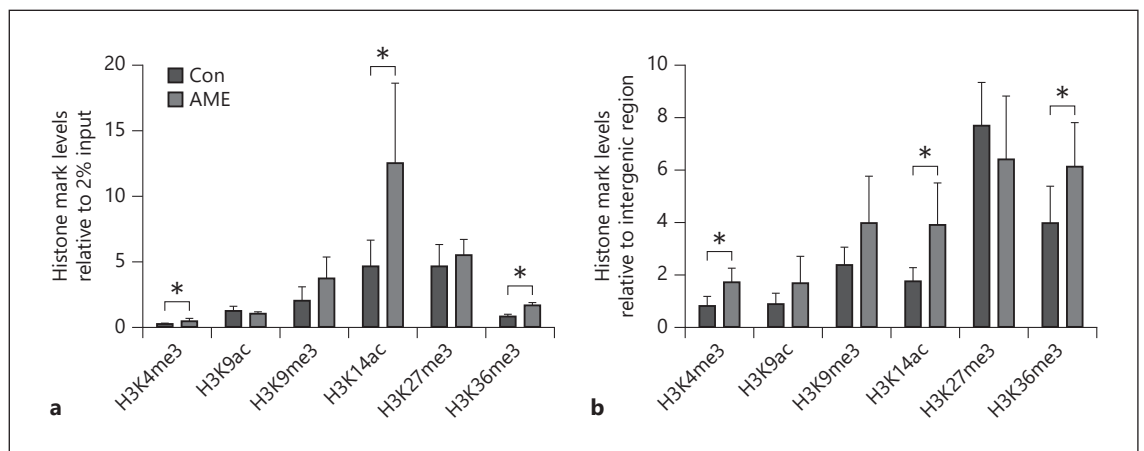 Histone mark levels
relative to 2% input
20
15
10
5
0
Con
AME
*
*
*
H3K4me3
H3K9ac
H3K9me3
H3K14ac
H3K27me3
H3K36me3
a
Histone mark levels
relative to intergenic region
10
8
6
4
2
0
*
*
*
H3K4me3
H3K9ac
H3K9me3
H3K14ac
H3K27me3
H3K36me3
b